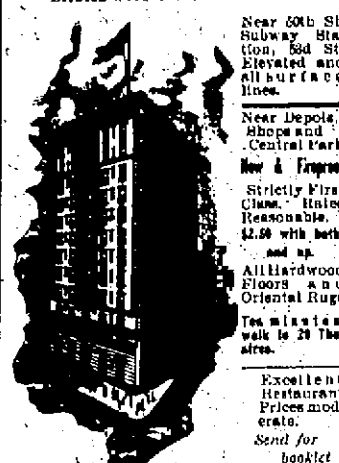 Near 50th St.
Subway Sta-
tion, 53d St.
Elevated and
all surface
lines.
Near Depots,
Shops and
Central Park
New & Fireproof
Strictly First
Class. Rates
Reasonable.
$2.50 with bath
and up.
All Hardwood
Floors and
Oriental Rugs
Ten minutes
walk to 20 Thea
Excellent
Restaurant
Prices mod-
erate.
Send for
booklet